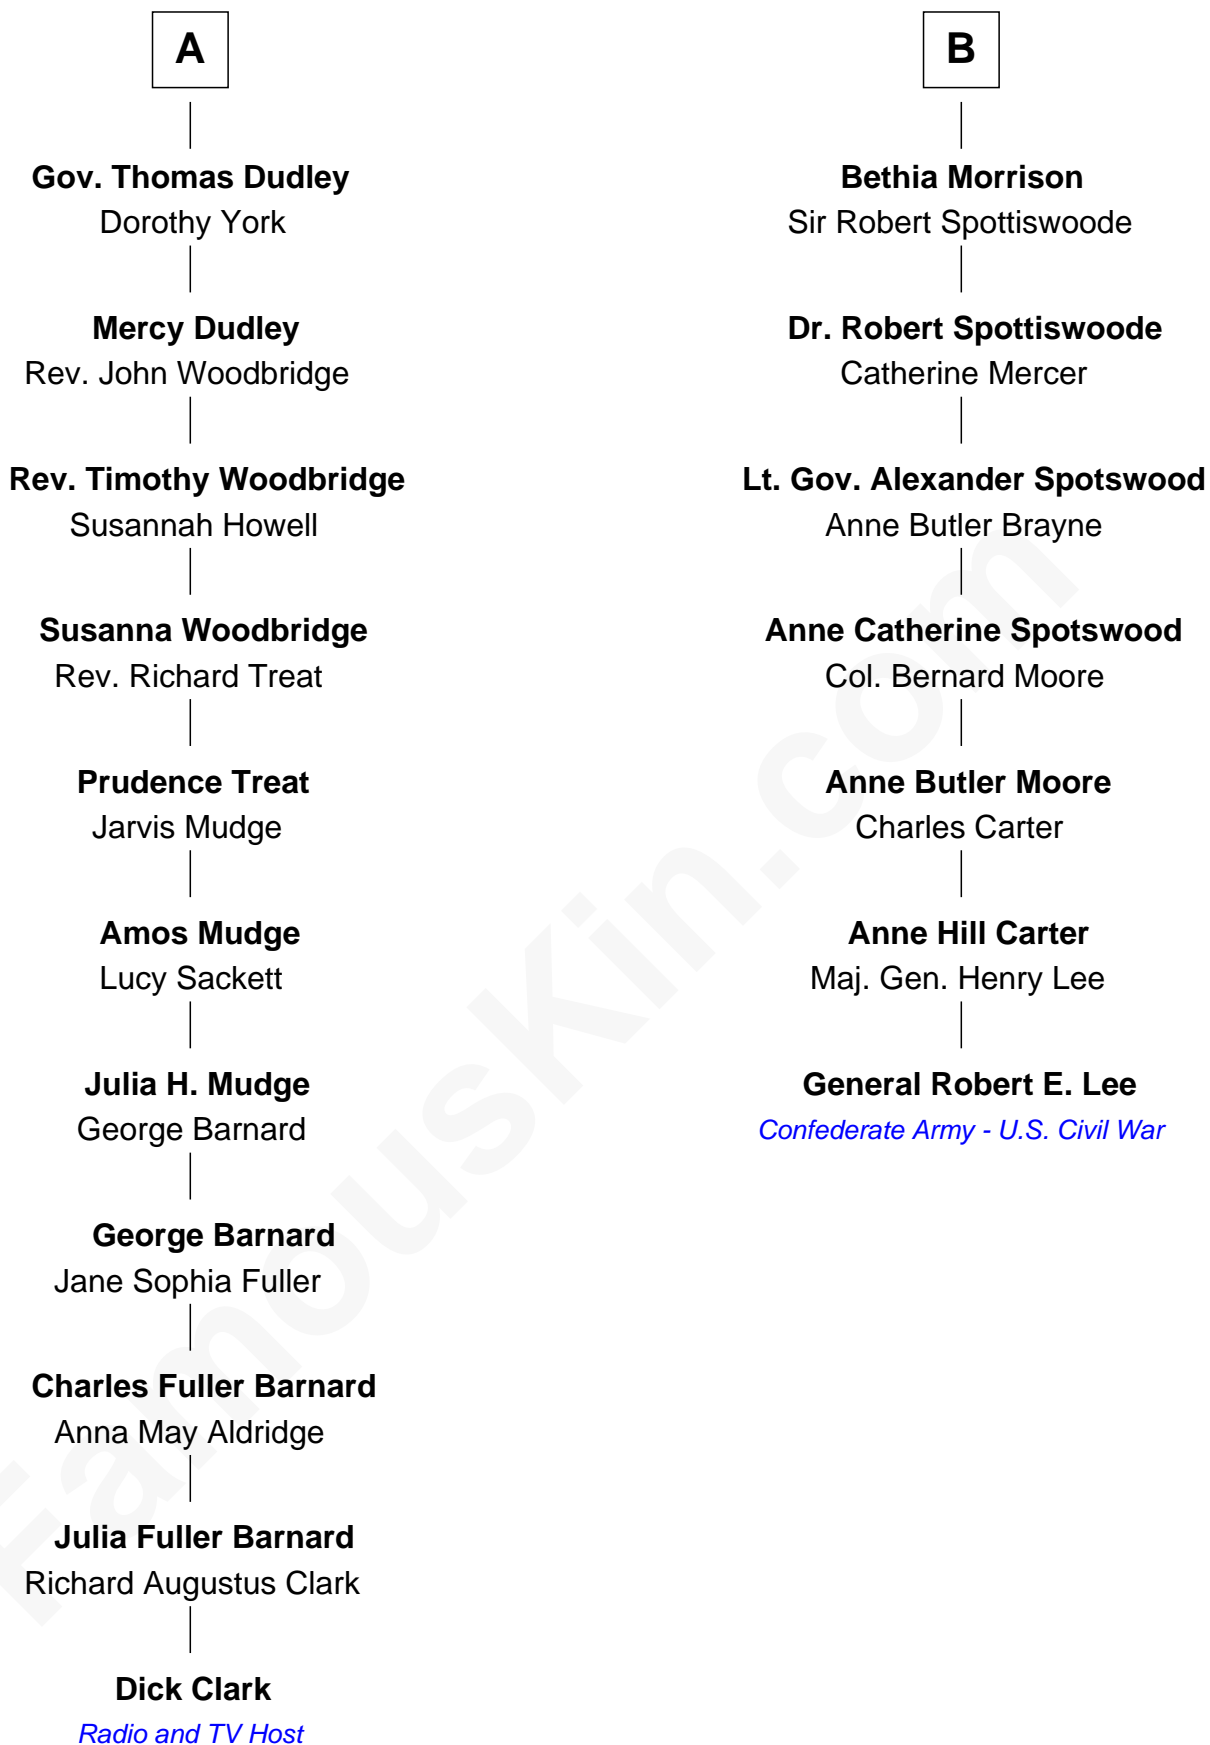 A
Gov. Thomas Dudley
Dorothy York
Mercy Dudley
Rev. John Woodbridge
Rev. Timothy Woodbridge
Susannah Howell
Susanna Woodbridge
Rev. Richard Treat
Prudence Treat
Jarvis Mudge
Amos Mudge
Lucy Sackett
Julia H. Mudge
George Barnard
George Barnard
Jane Sophia Fuller
Charles Fuller Barnard
Anna May Aldridge
Julia Fuller Barnard
Richard Augustus Clark
Dick Clark
Radio and TV Host
B
Bethia Morrison
Sir Robert Spottiswoode
Dr. Robert Spottiswoode
Catherine Mercer
Lt. Gov. Alexander Spotswood
Anne Butler Brayne
Anne Catherine Spotswood
Col. Bernard Moore
Anne Butler Moore
Charles Carter
Anne Hill Carter
Maj. Gen. Henry Lee
General Robert E. Lee
Confederate Army - U.S. Civil War
FamousKin.com